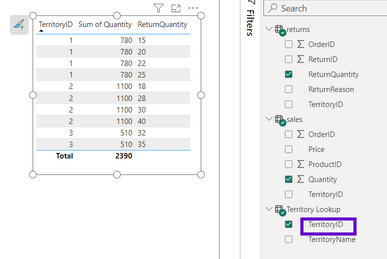 TerritoryID Sum of Quantity ReturnQuantity
1 780 15
1 780 20
1 780 22
1 780 25
2 1100 18
2 1100 28
2 1100 30
2 1100 40
3 510 32
3 510 35
Total 2390
Filters
Search
returns
OrderID
ReturnID
ReturnQuantity
ReturnReason
TerritoryID
sales
OrderID
Price
ProductID
Quantity
TerritoryID
Territory Lookup
TerritoryID
TerritoryName